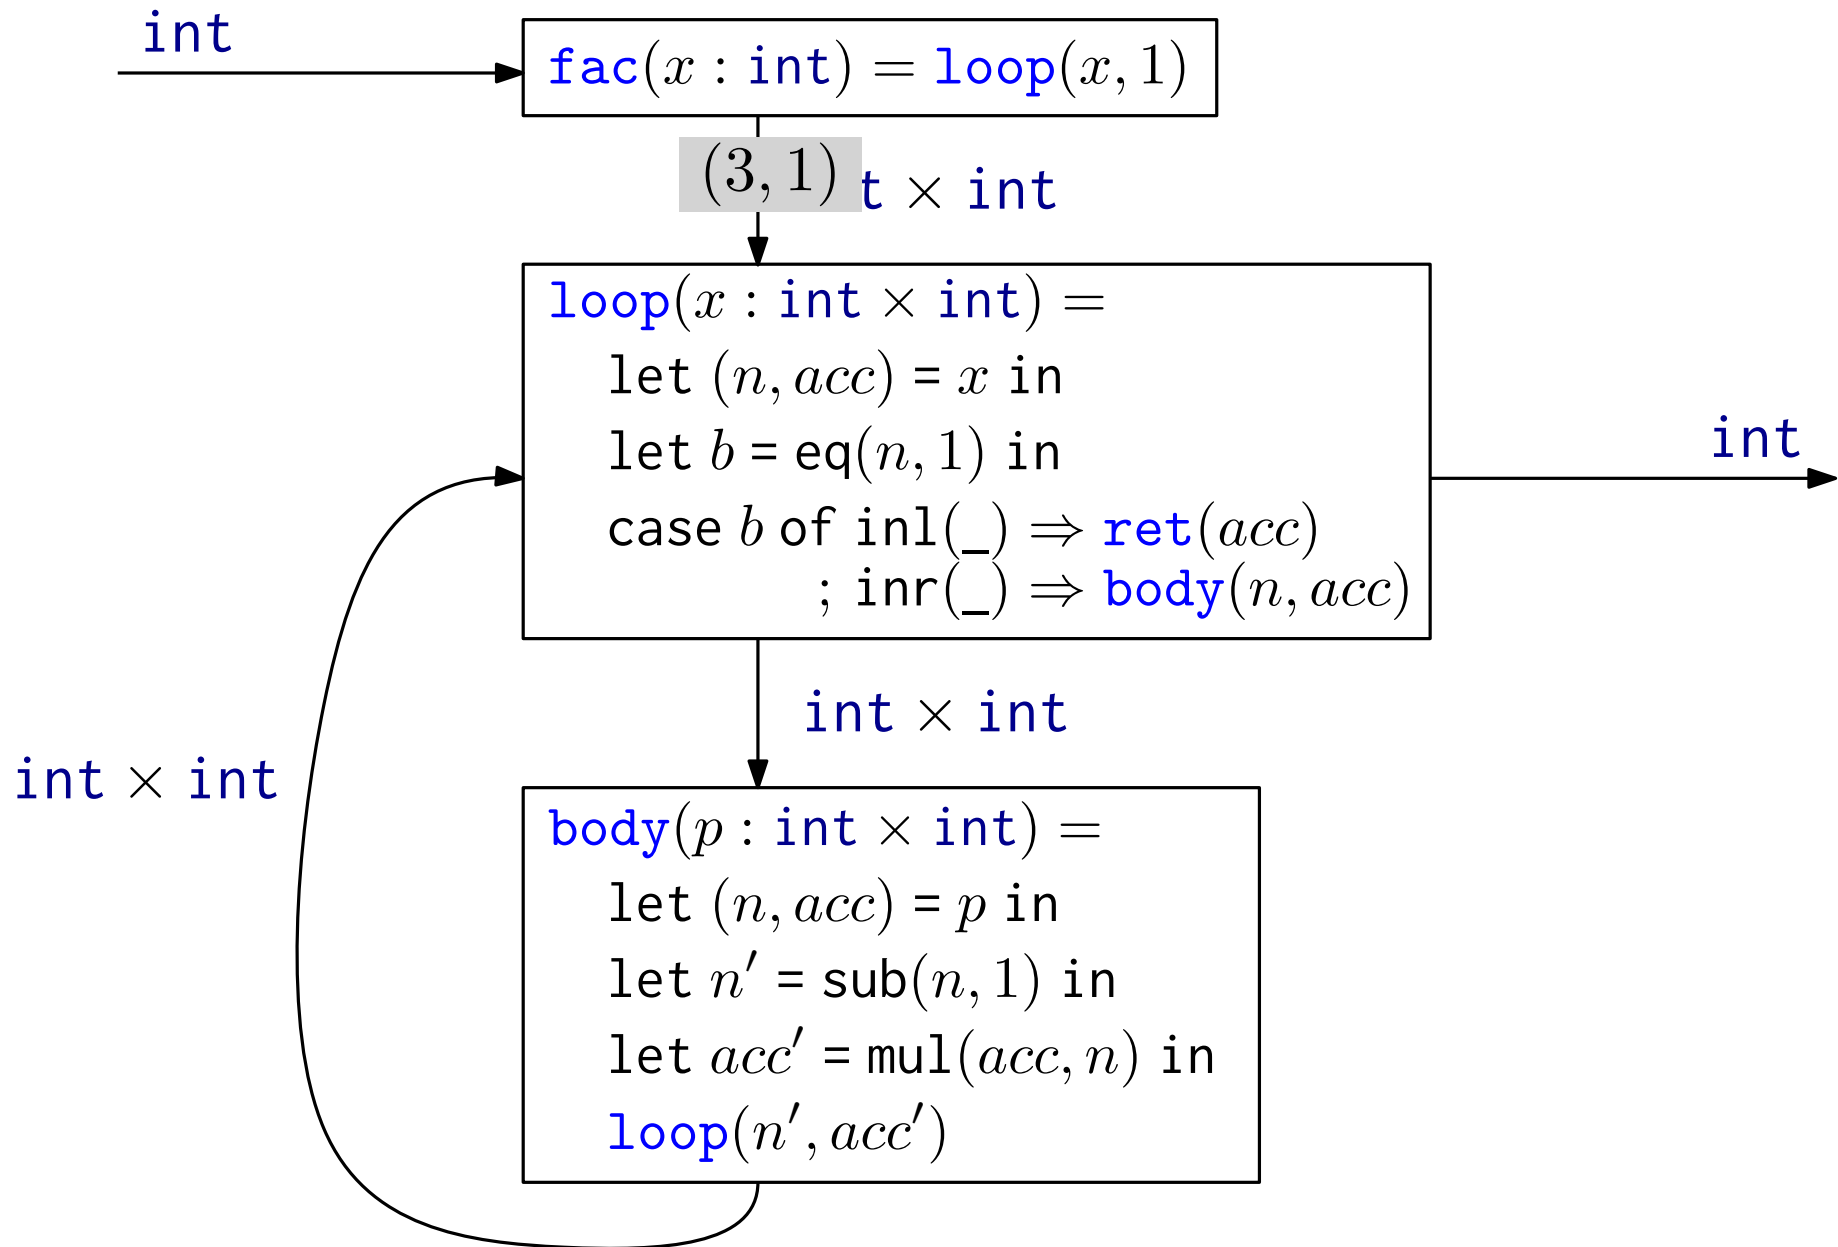 int
fac(x : int) = loop(x, 1)
(3, 1)
× int
loop(x : int × int) =
let (n, acc) = x in
let b = eq(n, 1) in
case b of inl(_) ⇒ ret(acc)
; inr(_) ⇒ body(n, acc)
int
int × int
int × int
body(p : int × int) =
let (n, acc) = p in
let n′ = sub(n, 1) in
let acc′ = mul(acc, n) in
loop(n′, acc′)